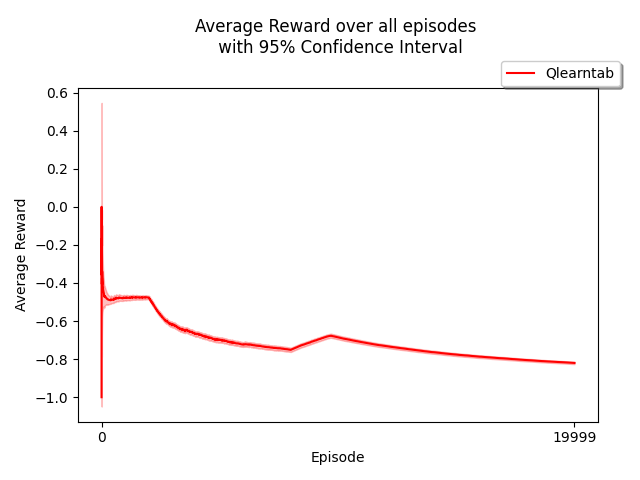 Average Reward over all episodes
with 95% Confidence Interval
Qlearntab
0.6
0.4
0.2
0.0
−0.2
−0.4
−0.6
−0.8
−1.0
Average Reward
0
19999
Episode